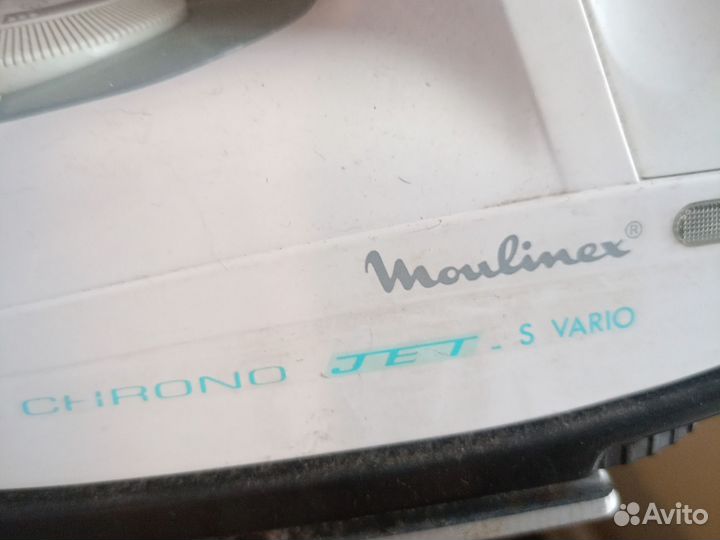 Moulinex®
CHRONO JET - S VARIO
Avito